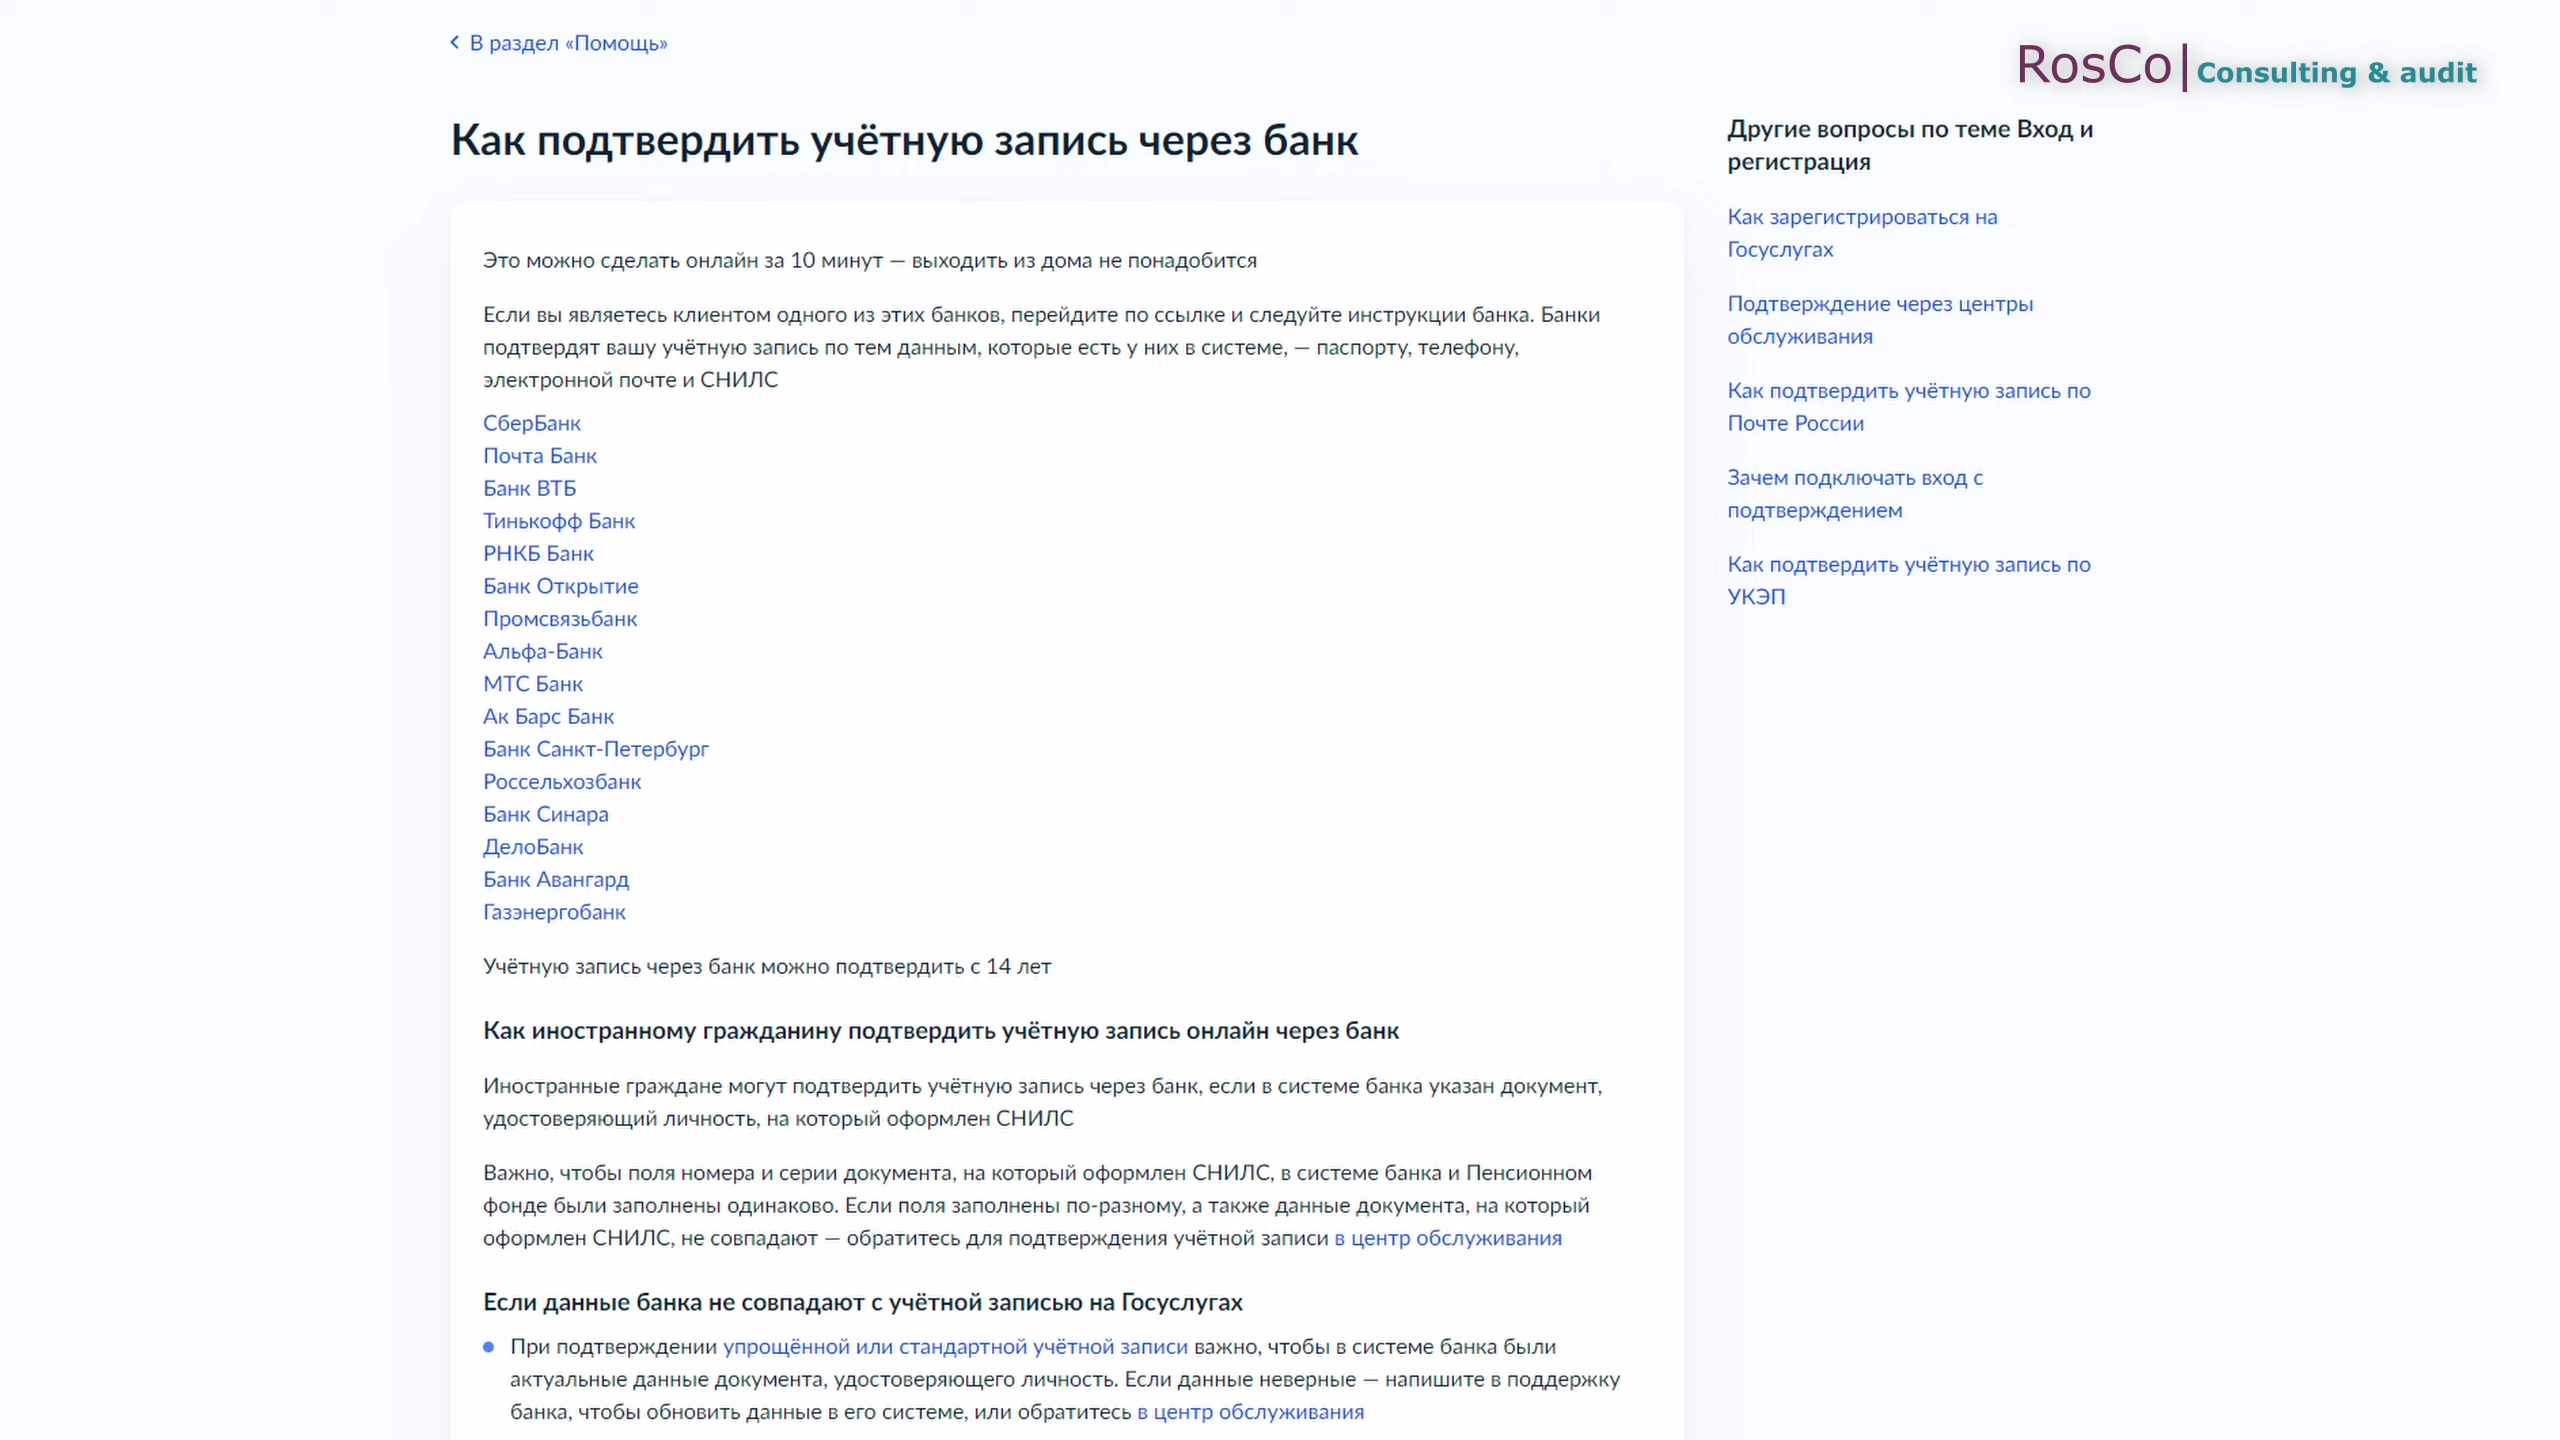 В раздел «Помощь»
RosCo | Consulting & audit
Как подтвердить учётную запись через банк
Это можно сделать онлайн за 10 минут — выходить из дома не понадобится
Если вы являетесь клиентом одного из этих банков, перейдите по ссылке и следуйте инструкции банка. Банки
подтвердят вашу учётную запись по тем данным, которые есть у них в системе, — паспорту, телефону,
электронной почте и СНИЛС
СберБанк
Почта Банк
Банк ВТБ
Тинькофф Банк
РНКБ Банк
Банк Открытие
Промсвязьбанк
Альфа-Банк
МТС Банк
Ак Барс Банк
Банк Санкт-Петербург
Россельхозбанк
Банк Синара
ДелоБанк
Банк Авангард
Газэнергобанк
Учётную запись через банк можно подтвердить с 14 лет
Как иностранному гражданину подтвердить учётную запись онлайн через банк
Иностранные граждане могут подтвердить учётную запись через банк, если в системе банка указан документ,
удостоверяющий личность, на который оформлен СНИЛС
Важно, чтобы поля номера и серии документа, на который оформлен СНИЛС, в системе банка и Пенсионном
фонде были заполнены одинаково. Если поля заполнены по-разному, а также данные документа, на который
оформлен СНИЛС, не совпадают — обратитесь для подтверждения учётной записи в центр обслуживания
Если данные банка не совпадают с учётной записью на Госуслугах
При подтверждении упрощённой или стандартной учётной записи важно, чтобы в системе банка были
актуальные данные документа, удостоверяющего личность. Если данные неверные — напишите в поддержку
банка, чтобы обновить данные в его системе, или обратитесь в центр обслуживания
Другие вопросы по теме Вход и
регистрация
Как зарегистрироваться на
Госуслугах
Подтверждение через центры
обслуживания
Как подтвердить учётную запись по
Почте России
Зачем подключать вход с
подтверждением
Как подтвердить учётную запись по
УКЭП